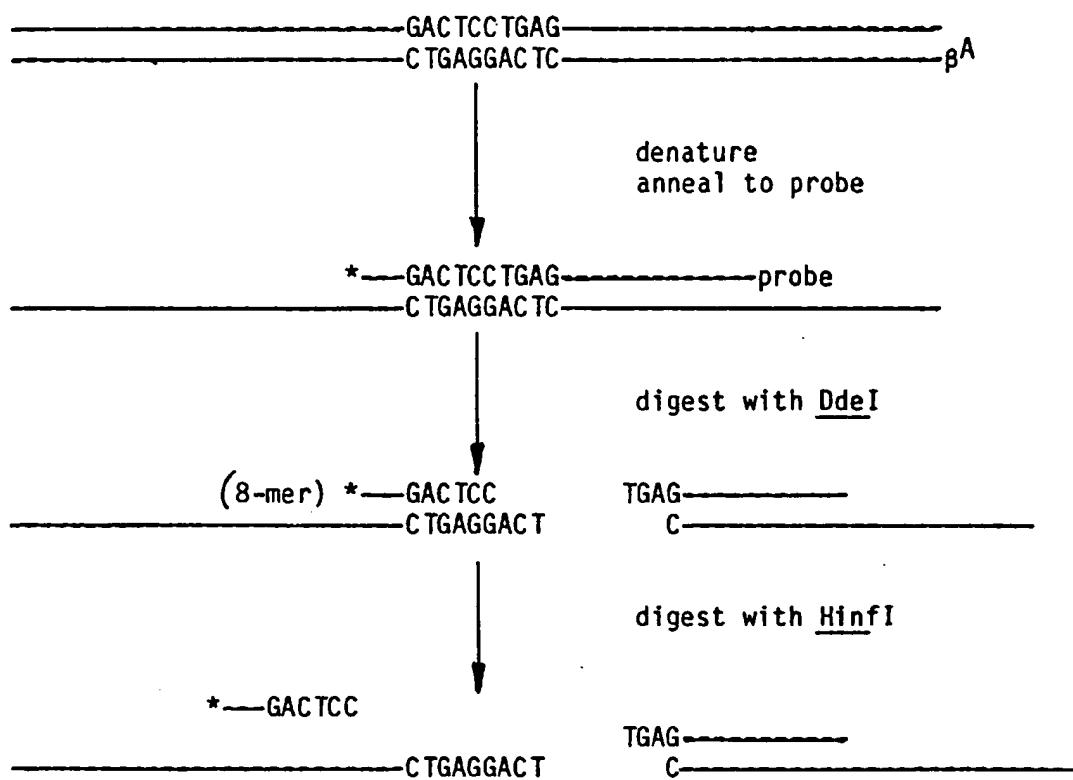 GACTCCTGAG
CTGAGGACTC βA
denature
anneal to probe
*—GACTCCTGAG probe
CTGAGGACTC
digest with DdeI
(8-mer) *—GACTCC TGAG
CTGAGGACT C
digest with HinfI
*—GACTCC
TGAG
CTGAGGACT C